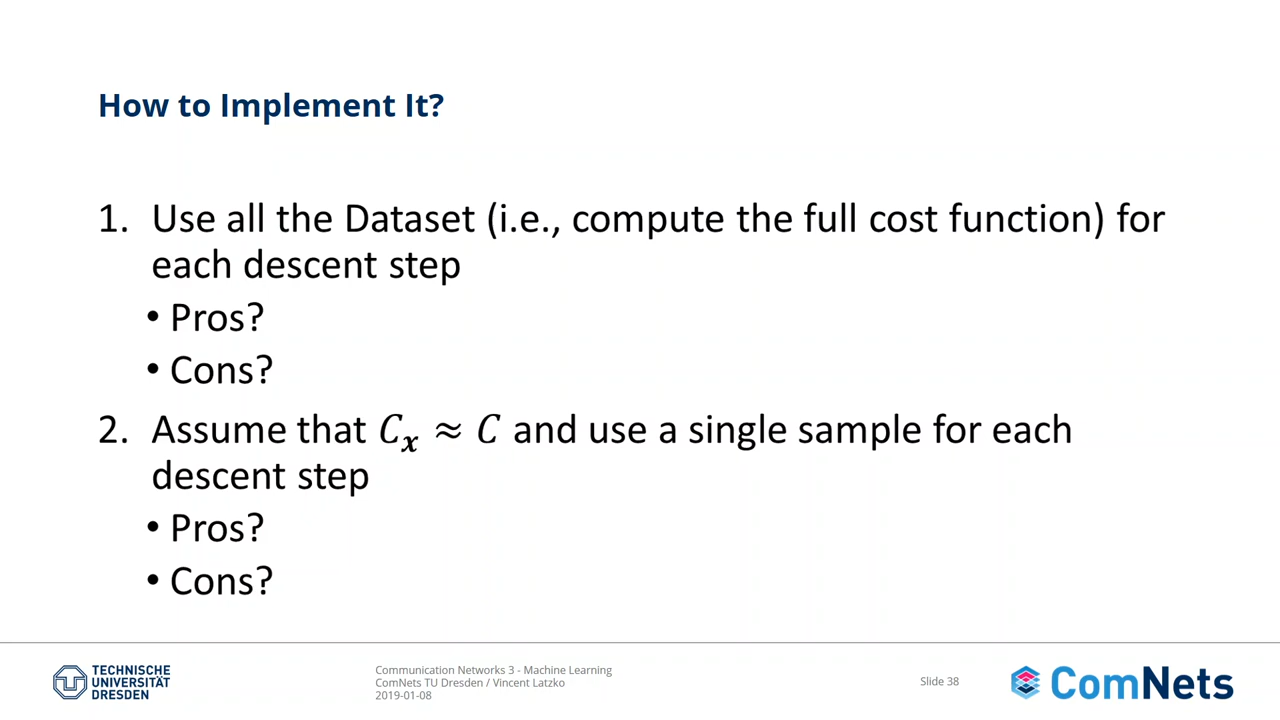 How to Implement It?
1. Use all the Dataset (i.e., compute the full cost function) for
each descent step
• Pros?
• Cons?
2. Assume that 𝐶𝒙 ≈ 𝐶 and use a single sample for each
descent step
• Pros?
• Cons?
TECHNISCHE
UNIVERSITÄT
DRESDEN
Communication Networks 3 - Machine Learning
ComNets TU Dresden / Vincent Latzko
2019-01-08
Slide 38
ComNets